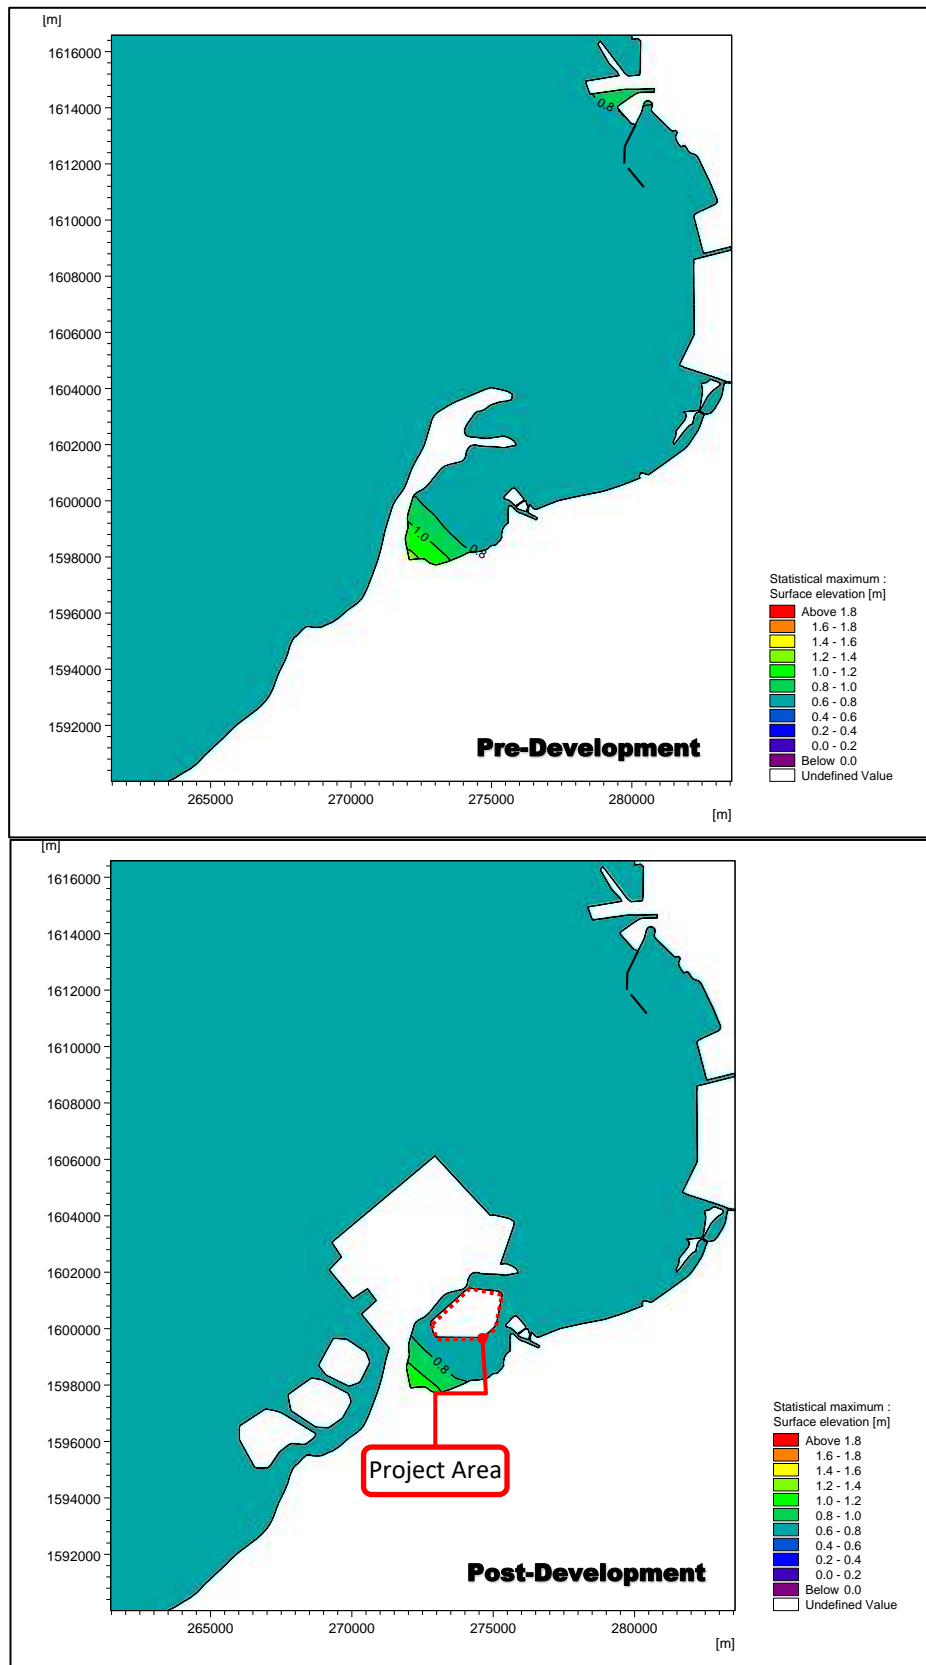 [m]
1616000
0.8
1614000
1612000
1610000
1608000
1606000
1604000
1602000
1600000
1.0
0.8
1598000
1596000
1594000
1592000
Statistical maximum :
Surface elevation [m]
Above 1.8
1.6 - 1.8
1.4 - 1.6
1.2 - 1.4
1.0 - 1.2
0.8 - 1.0
0.6 - 0.8
0.4 - 0.6
0.2 - 0.4
0.0 - 0.2
Below 0.0
Undefined Value
Pre-Development
265000 270000 275000 280000
[m]
[m]
1616000
1614000
1612000
1610000
1608000
1606000
1604000
1602000
1600000
0.8
1598000
1596000
1594000
1592000
Project Area
Statistical maximum :
Surface elevation [m]
Above 1.8
1.6 - 1.8
1.4 - 1.6
1.2 - 1.4
1.0 - 1.2
0.8 - 1.0
0.6 - 0.8
0.4 - 0.6
0.2 - 0.4
0.0 - 0.2
Below 0.0
Undefined Value
Post-Development
265000 270000 275000 280000
[m]